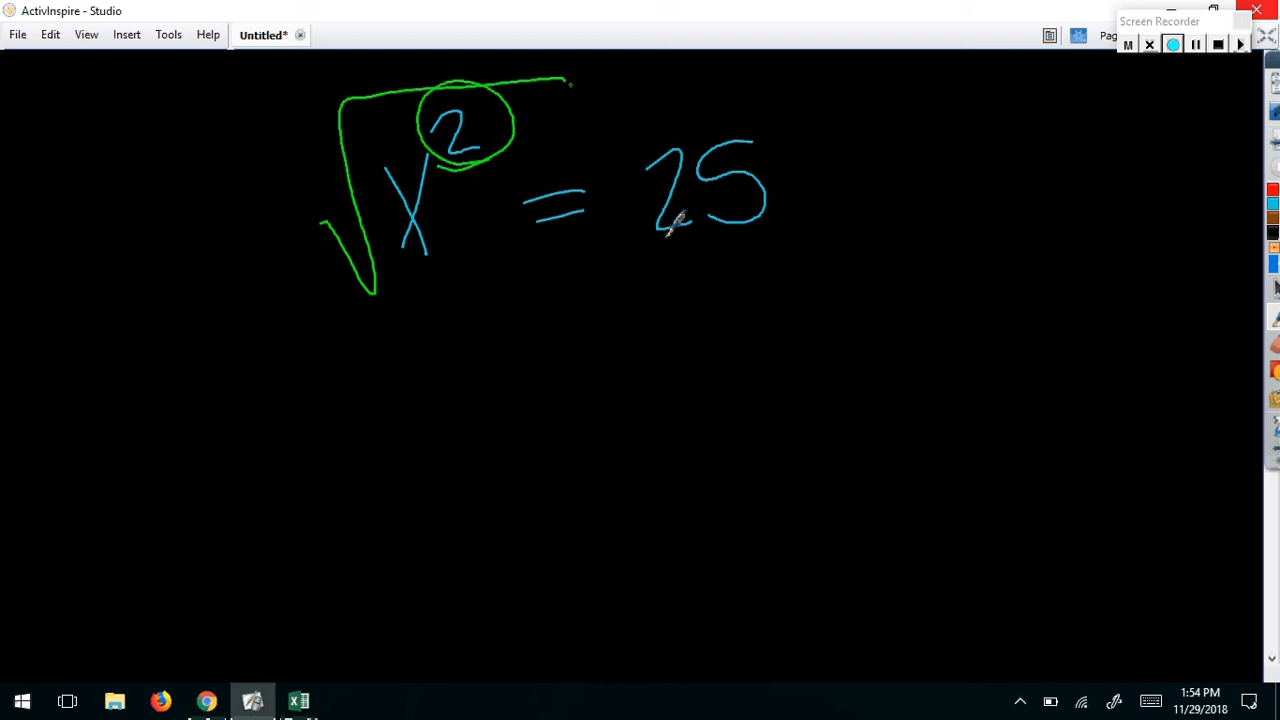 ActivInspire - Studio
Screen Recorder
File Edit View Insert Tools Help Untitled*
M
√x² = 25
1:54 PM
11/29/2018